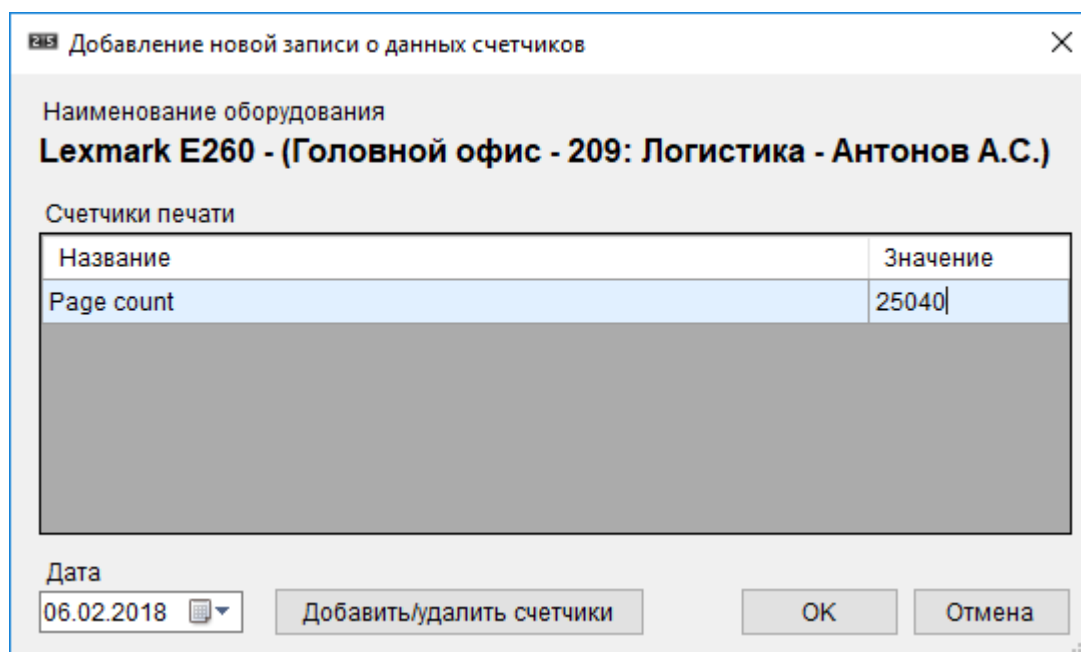 Добавление новой записи о данных счетчиков
Наименование оборудования
Lexmark E260 - (Головной офис - 209: Логистика - Антонов А.С.)
Счетчики печати
Название Значение
Page count 25040
Дата
06.02.2018 Добавить/удалить счетчики OK Отмена